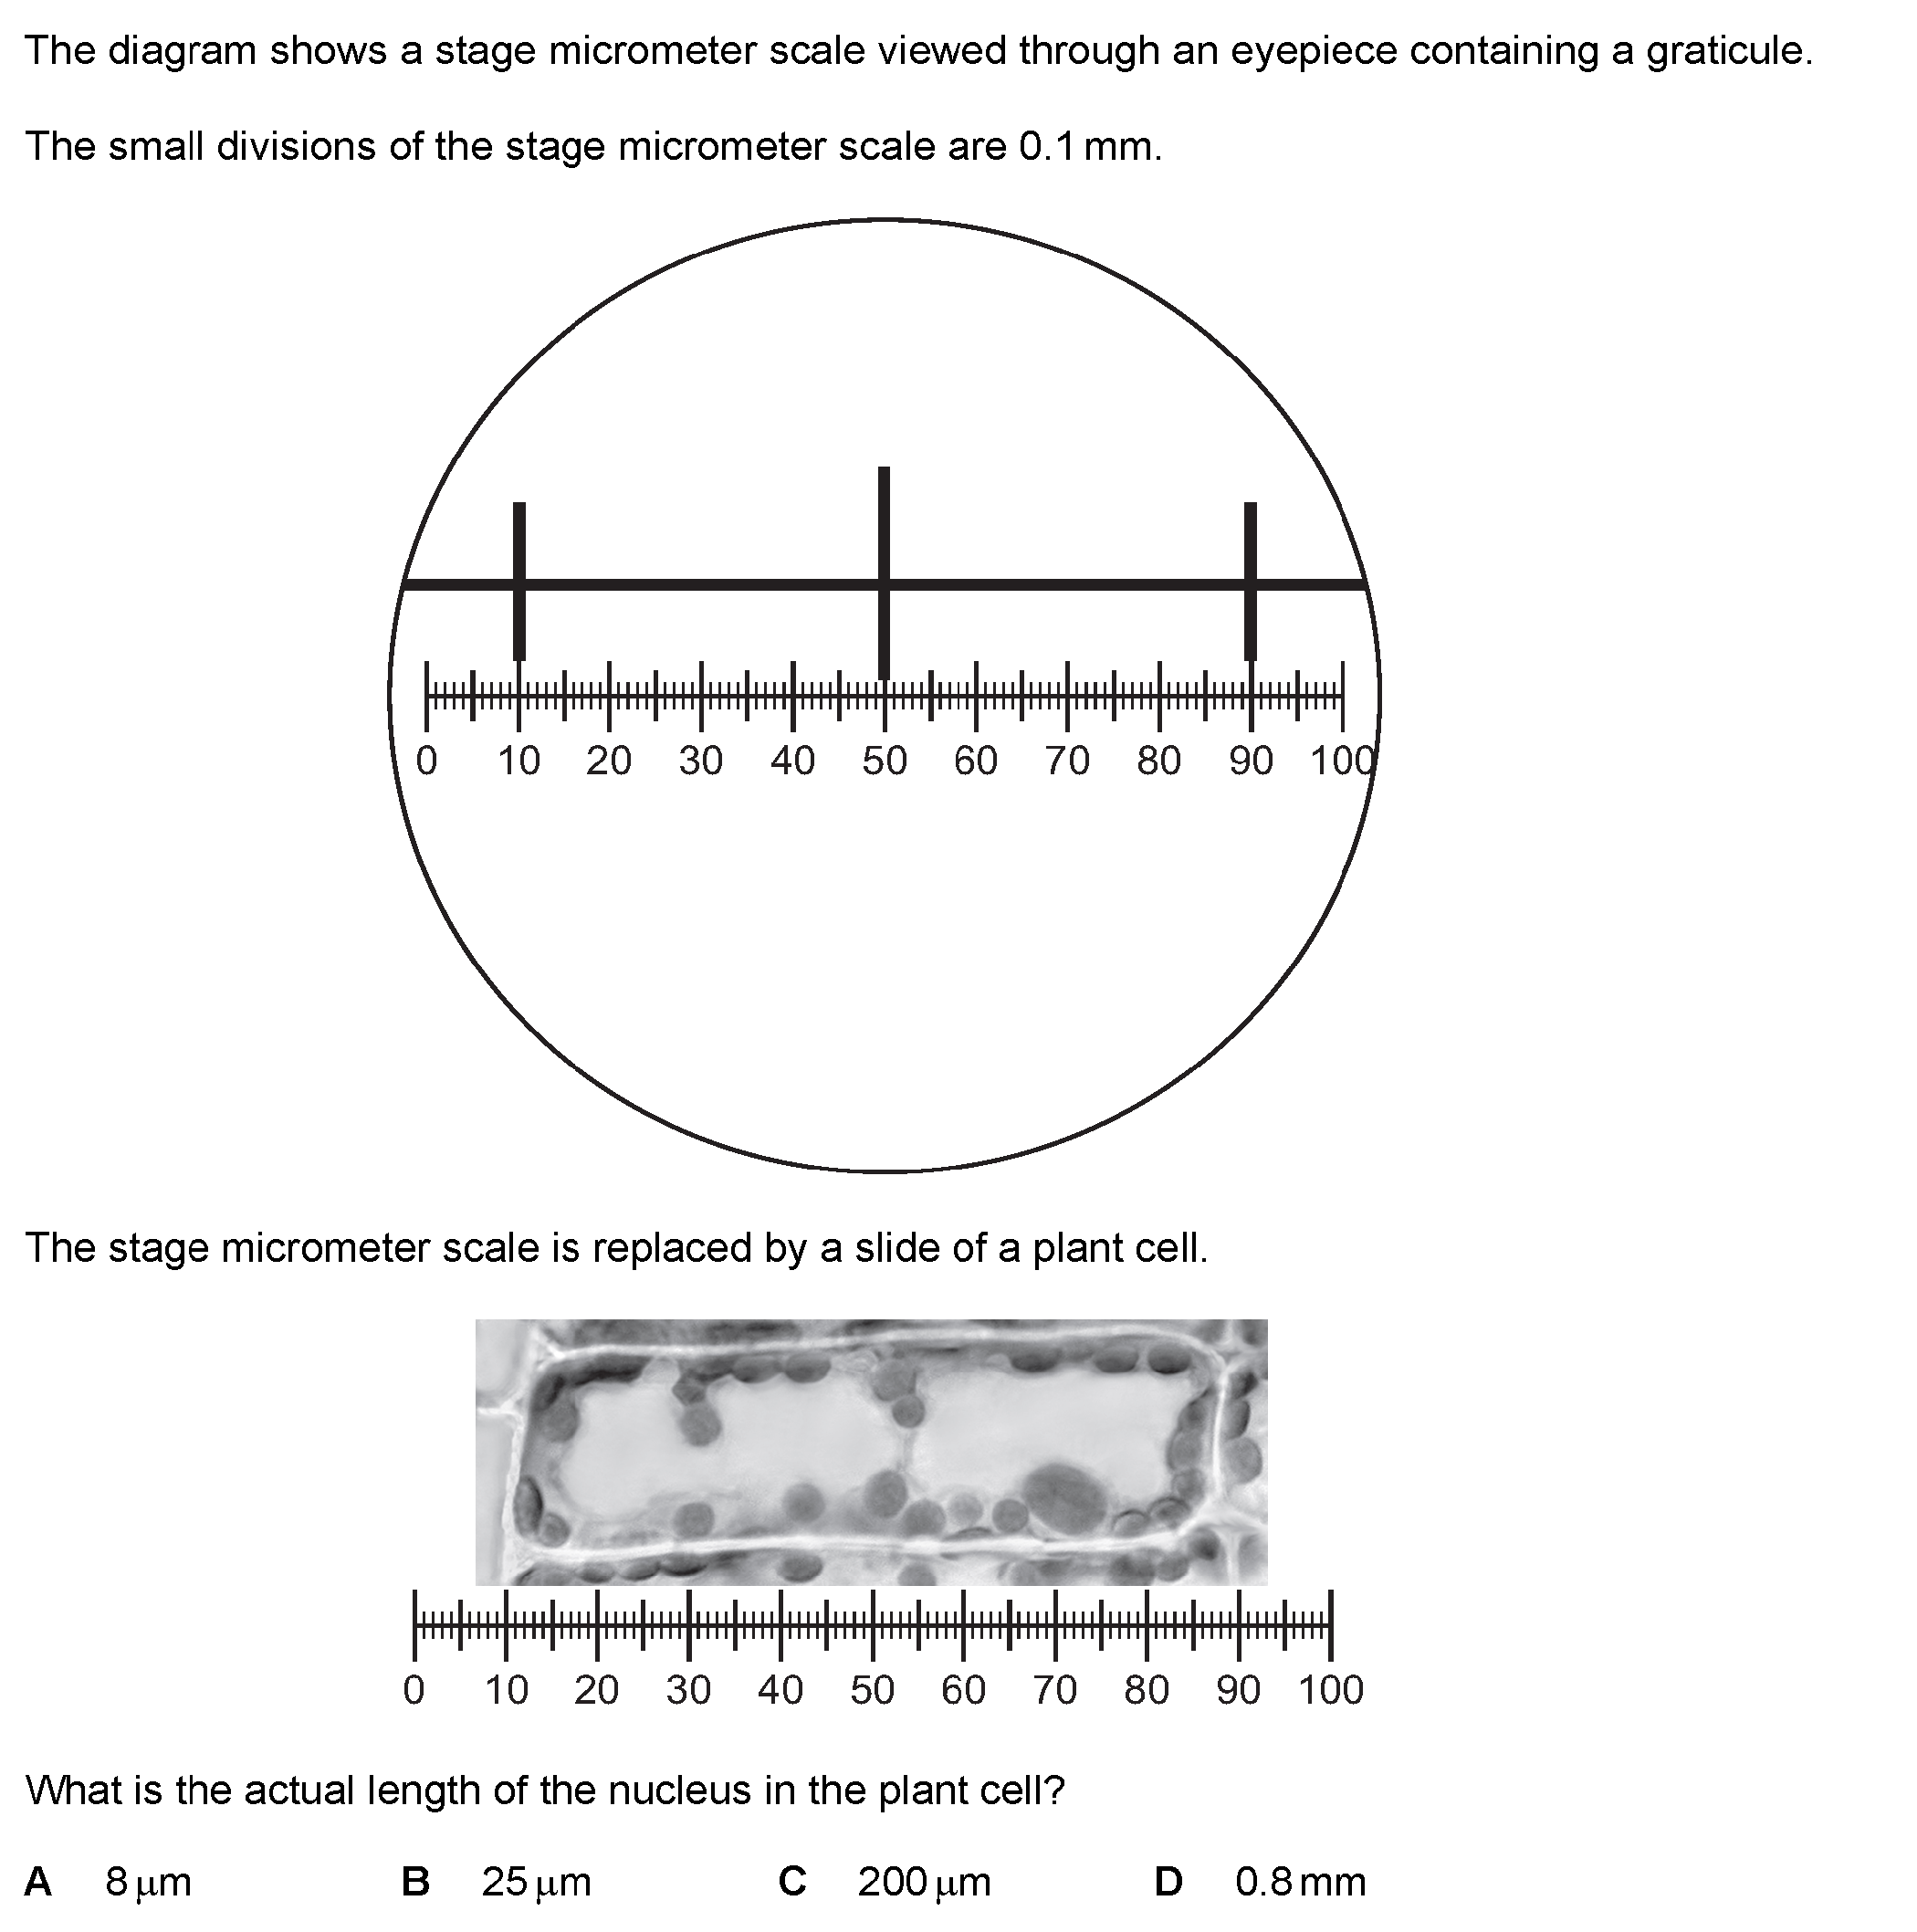 The diagram shows a stage micrometer scale viewed through an eyepiece containing a graticule.
The small divisions of the stage micrometer scale are 0.1 mm.
0 10 20 30 40 50 60 70 80 90 100
The stage micrometer scale is replaced by a slide of a plant cell.
0 10 20 30 40 50 60 70 80 90 100
What is the actual length of the nucleus in the plant cell?
A 8 μm B 25 μm C 200 μm D 0.8 mm